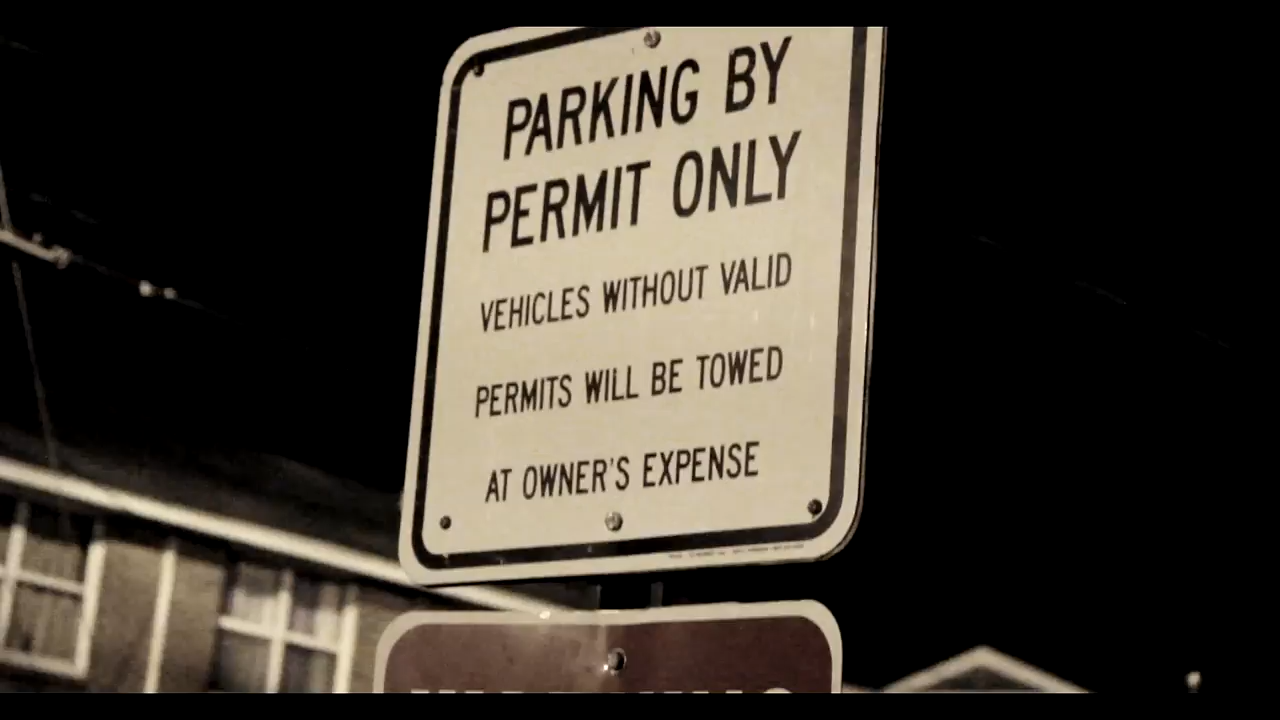 PARKING BY
PERMIT ONLY
VEHICLES WITHOUT VALID
PERMITS WILL BE TOWED
AT OWNER'S EXPENSE